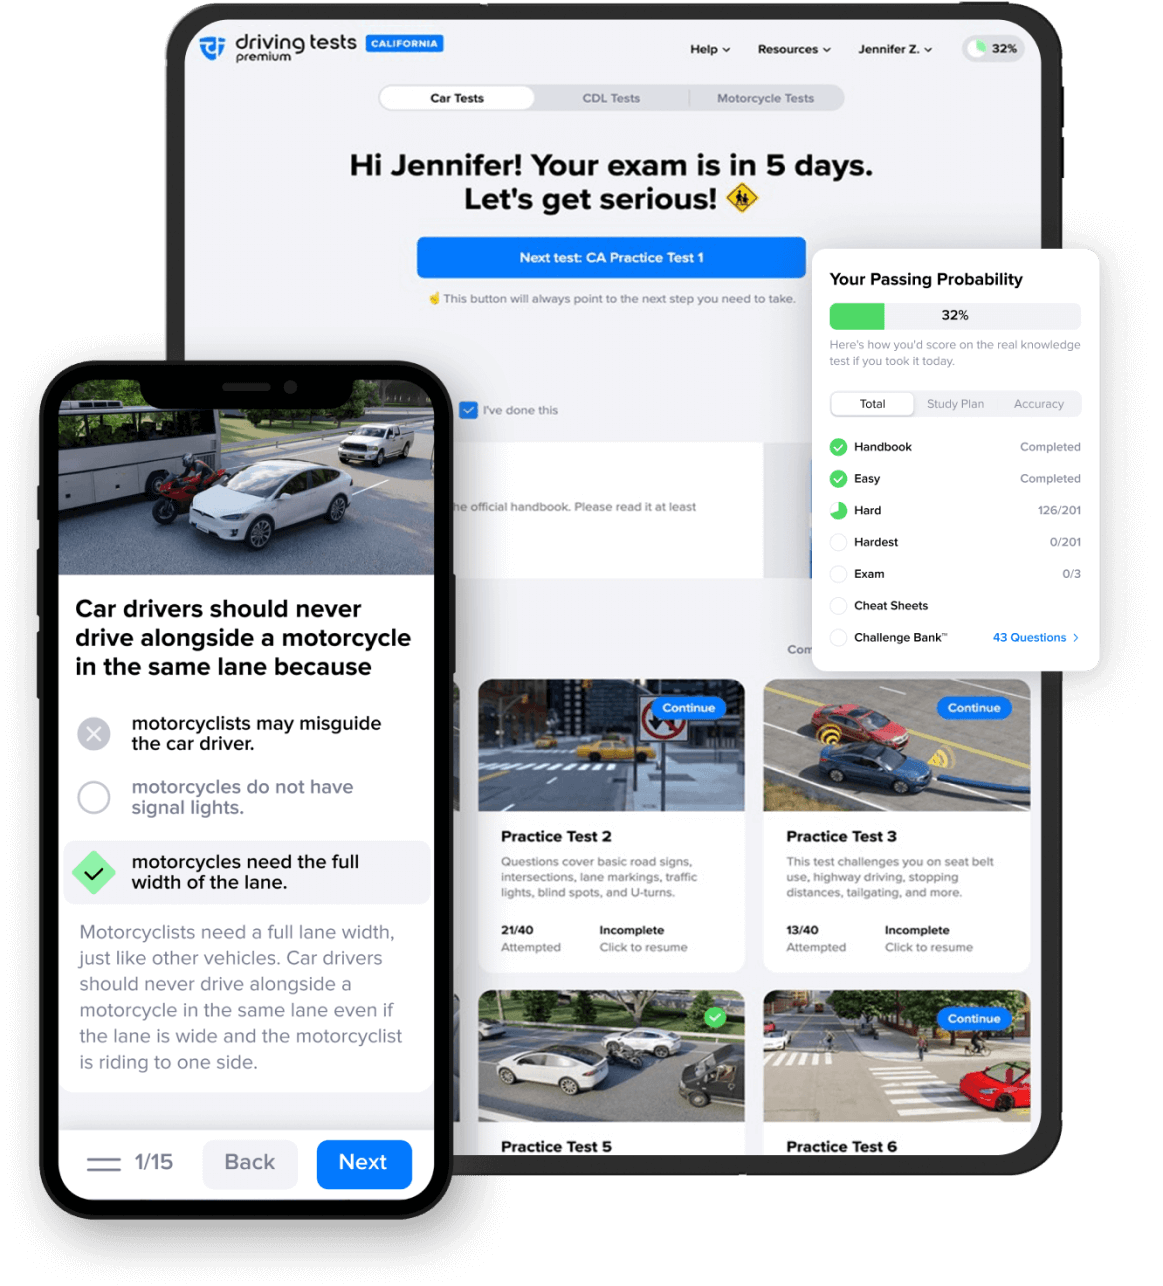 driving tests
premium
CALIFORNIA
Help
Resources
Jennifer Z.
32%
Car Tests
CDL Tests
Motorcycle Tests
Hi Jennifer! Your exam is in 5 days.
Let's get serious!
Next test: CA Practice Test 1
This button will always point to the next step you need to take.
Your Passing Probability
32%
Here's how you'd score on the real knowledge
test if you took it today.
Total
Study Plan
Accuracy
Handbook Completed
Easy Completed
Hard 126/201
Hardest 0/201
Exam 0/3
Cheat Sheets
Challenge Bank™ 43 Questions >
I've done this
he official handbook. Please read it at least
Com
Continue
Practice Test 2
Questions cover basic road signs,
intersections, lane markings, traffic
lights, blind spots, and U-turns.
21/40 Incomplete
Attempted Click to resume
Continue
Practice Test 3
This test challenges you on seat belt
use, highway driving, stopping
distances, tailgating, and more.
13/40 Incomplete
Attempted Click to resume
Practice Test 5
Continue
Practice Test 6
Car drivers should never
drive alongside a motorcycle
in the same lane because
motorcyclists may misguide
the car driver.
motorcycles do not have
signal lights.
motorcycles need the full
width of the lane.
Motorcyclists need a full lane width,
just like other vehicles. Car drivers
should never drive alongside a
motorcycle in the same lane even if
the lane is wide and the motorcyclist
is riding to one side.
1/15
Back
Next